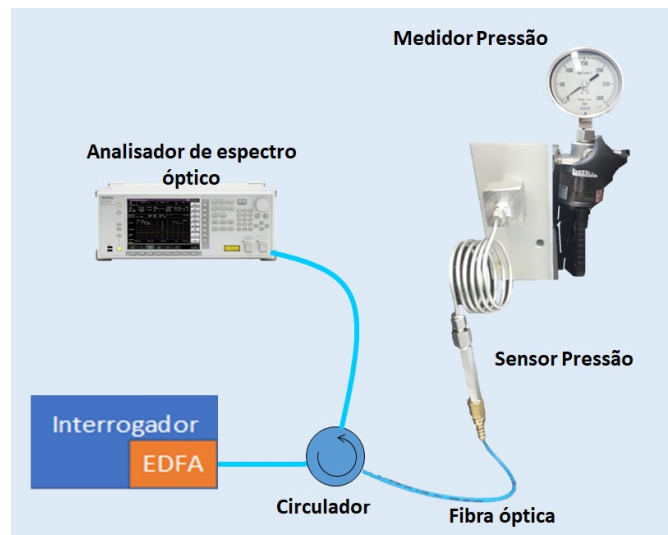 Medidor Pressão
Analisador de espectro
óptico
Sensor Pressão
Interrogador
EDFA
Circulador
Fibra óptica